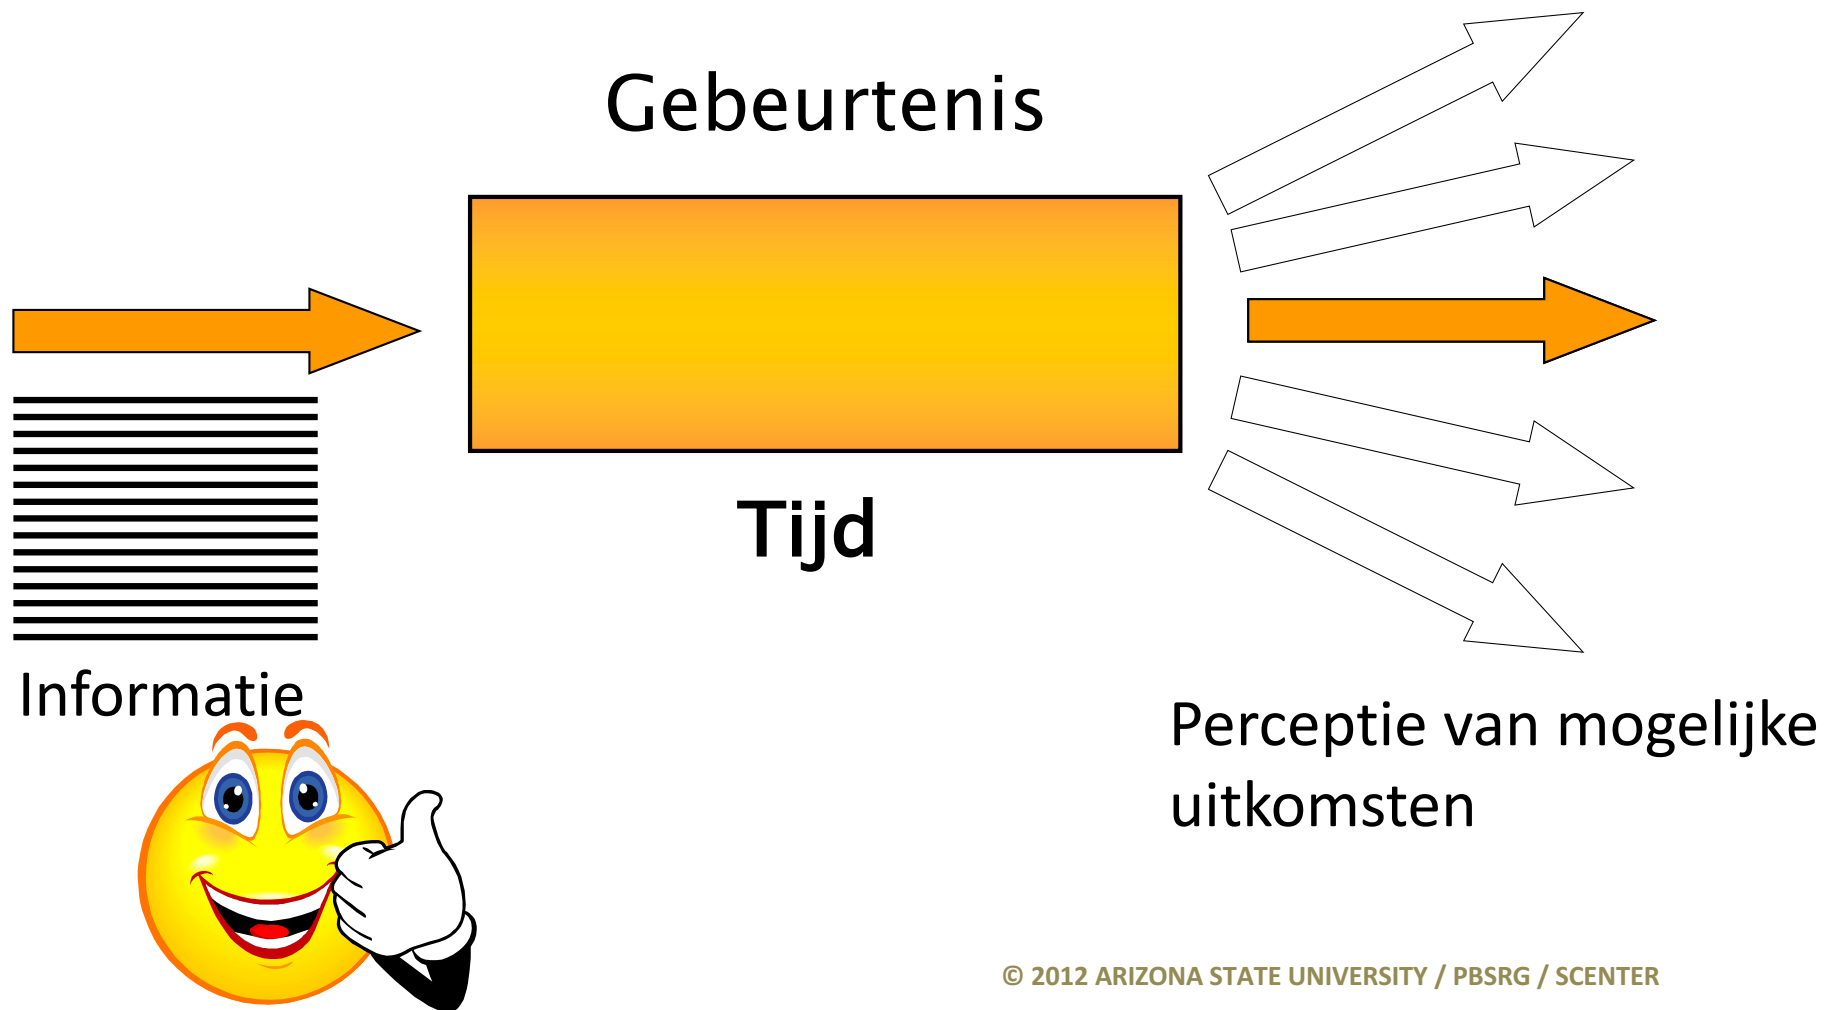 Gebeurtenis
Tijd
Informatie
Perceptie van mogelijke
uitkomsten
© 2012 ARIZONA STATE UNIVERSITY / PBSRG / SCENTER